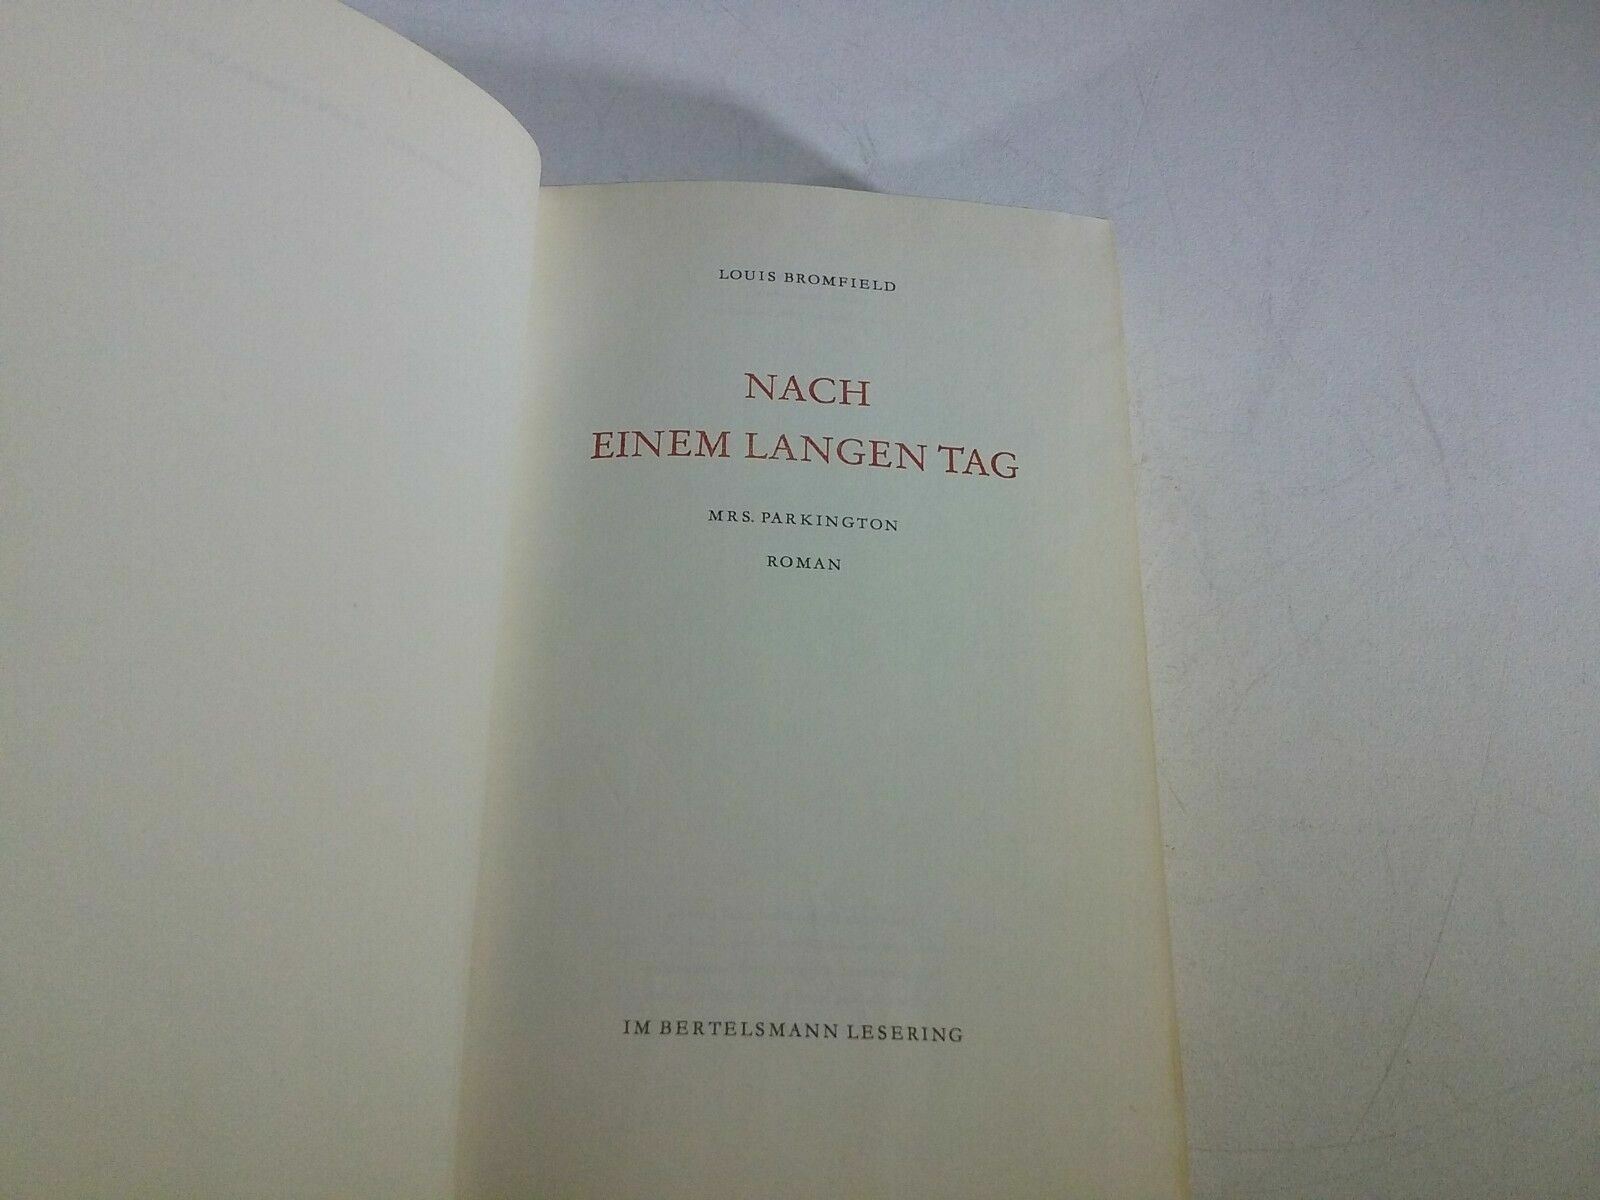 LOUIS BROMFIELD
NACH
EINEM LANGEN TAG
MRS. PARKINGTON
ROMAN
IM BERTELSMANN LESERING